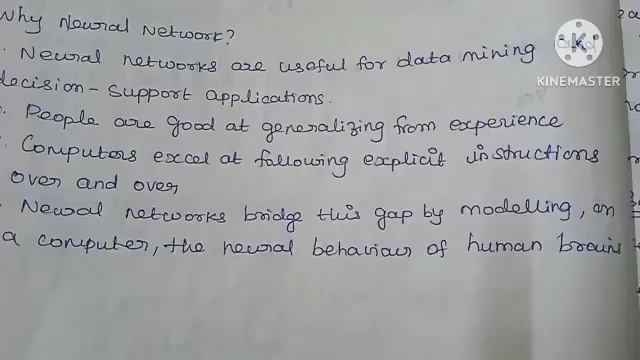 Why Neural Network?
. Neural networks are useful for data mining
decision-support applications.
. People are good at generalizing from experience
. Computers excel at following explicit instructions
over and over
. Neural networks bridge this gap by modelling, on
a computer, the neural behaviour of human brains
KINEMASTER